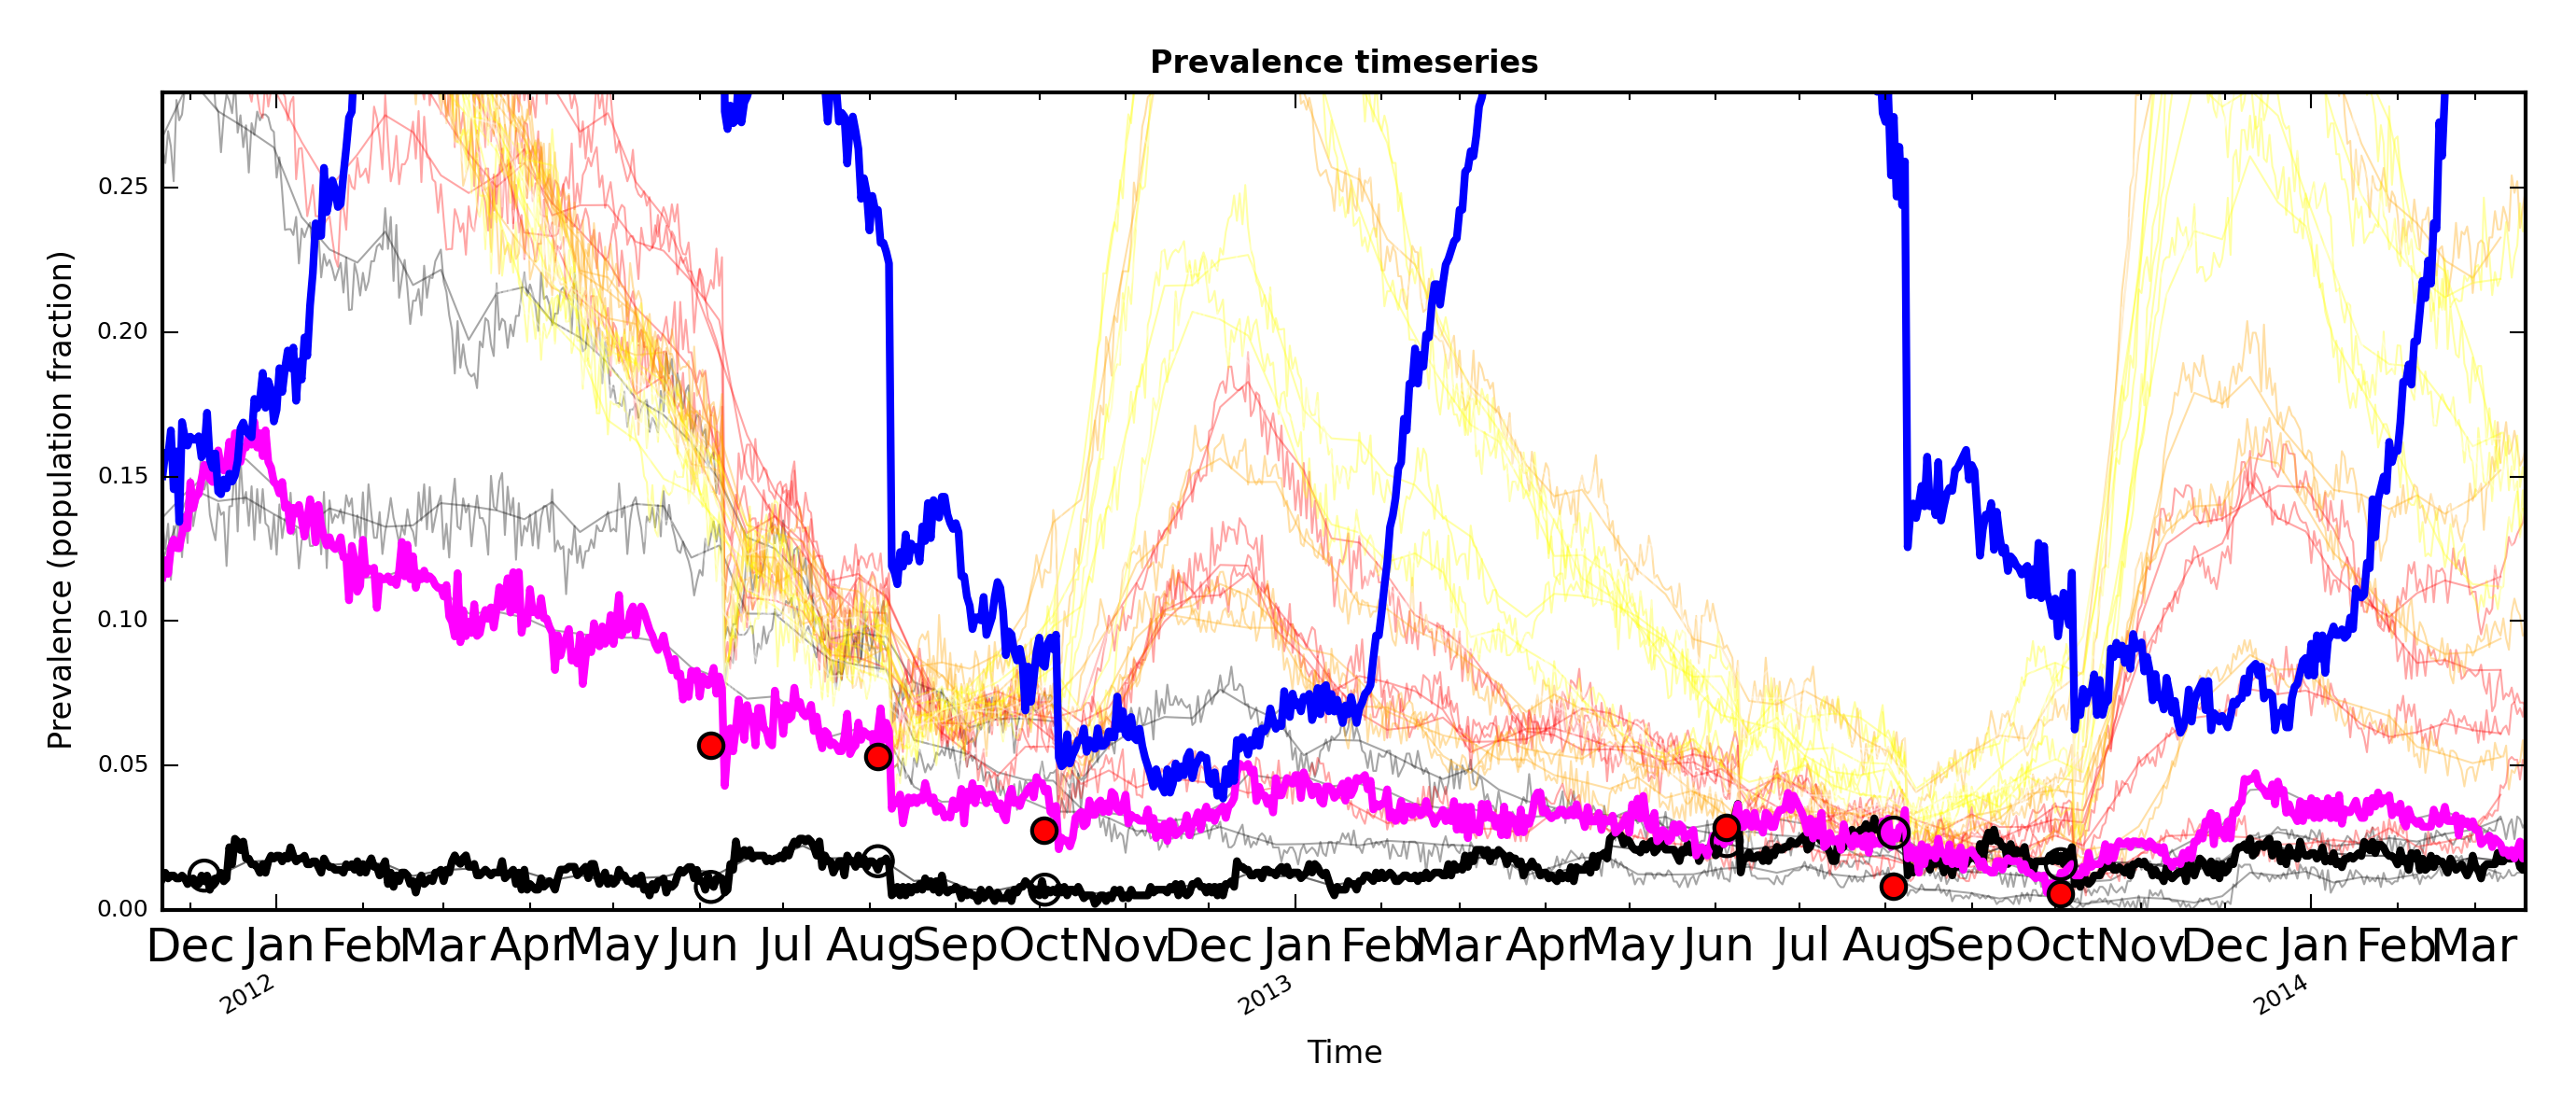 Prevalence timeseries
Prevalence (population fraction)
0.25
0.20
0.15
0.10
0.05
0.00
Dec Jan Feb Mar Apr May Jun Jul Aug Sep Oct Nov Dec Jan Feb Mar Apr May Jun Jul Aug Sep Oct Nov Dec Jan Feb Mar
2012 2013 2014
Time